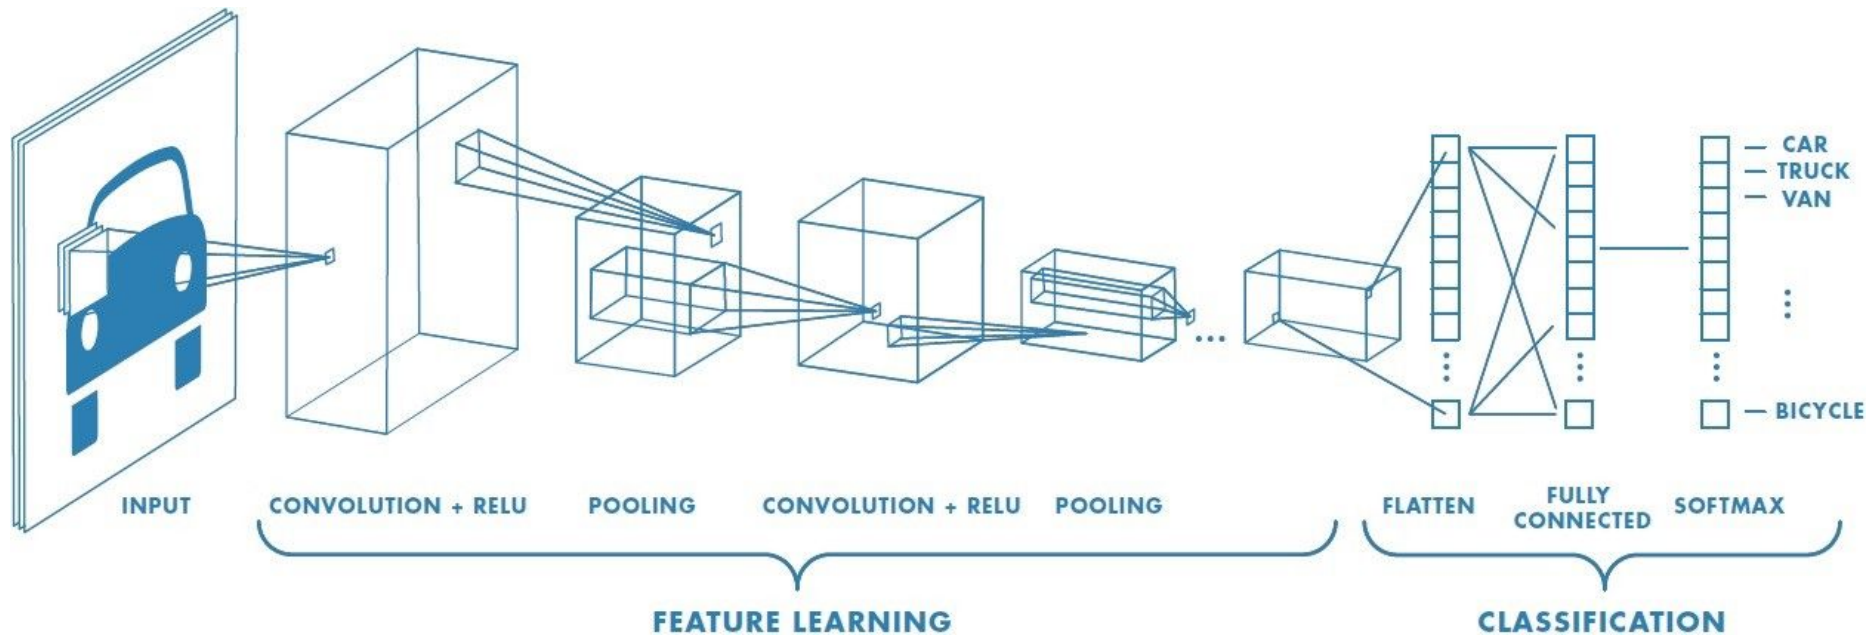 CAR
TRUCK
VAN
BICYCLE
INPUT
CONVOLUTION + RELU
POOLING
CONVOLUTION + RELU
POOLING
FLATTEN
FULLY
CONNECTED
SOFTMAX
FEATURE LEARNING
CLASSIFICATION